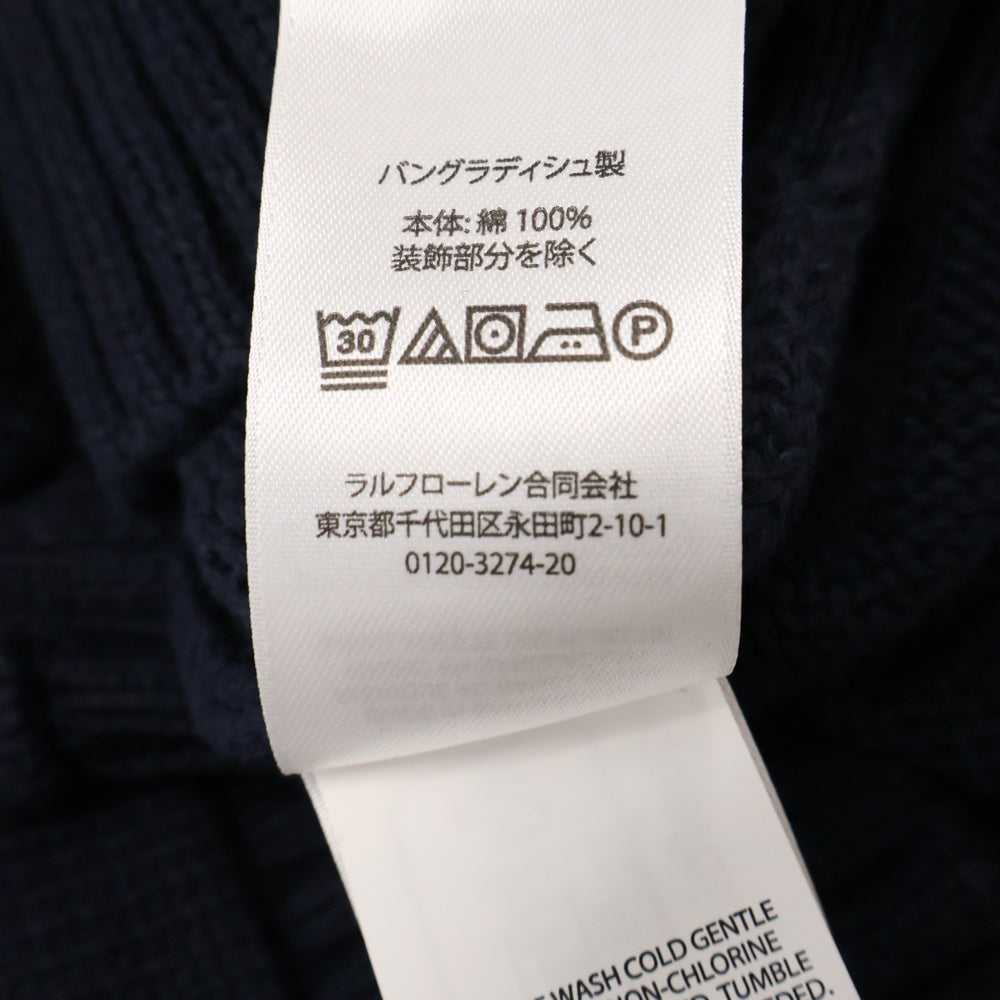 バングラディシュ製
本体: 綿 100%
装飾部分を除く
30
P
ラルフローレン合同会社
東京都千代田区永田町2-10-1
0120-3274-20
WASH COLD GENTLE
NON-CHLORINE
TUMBLE